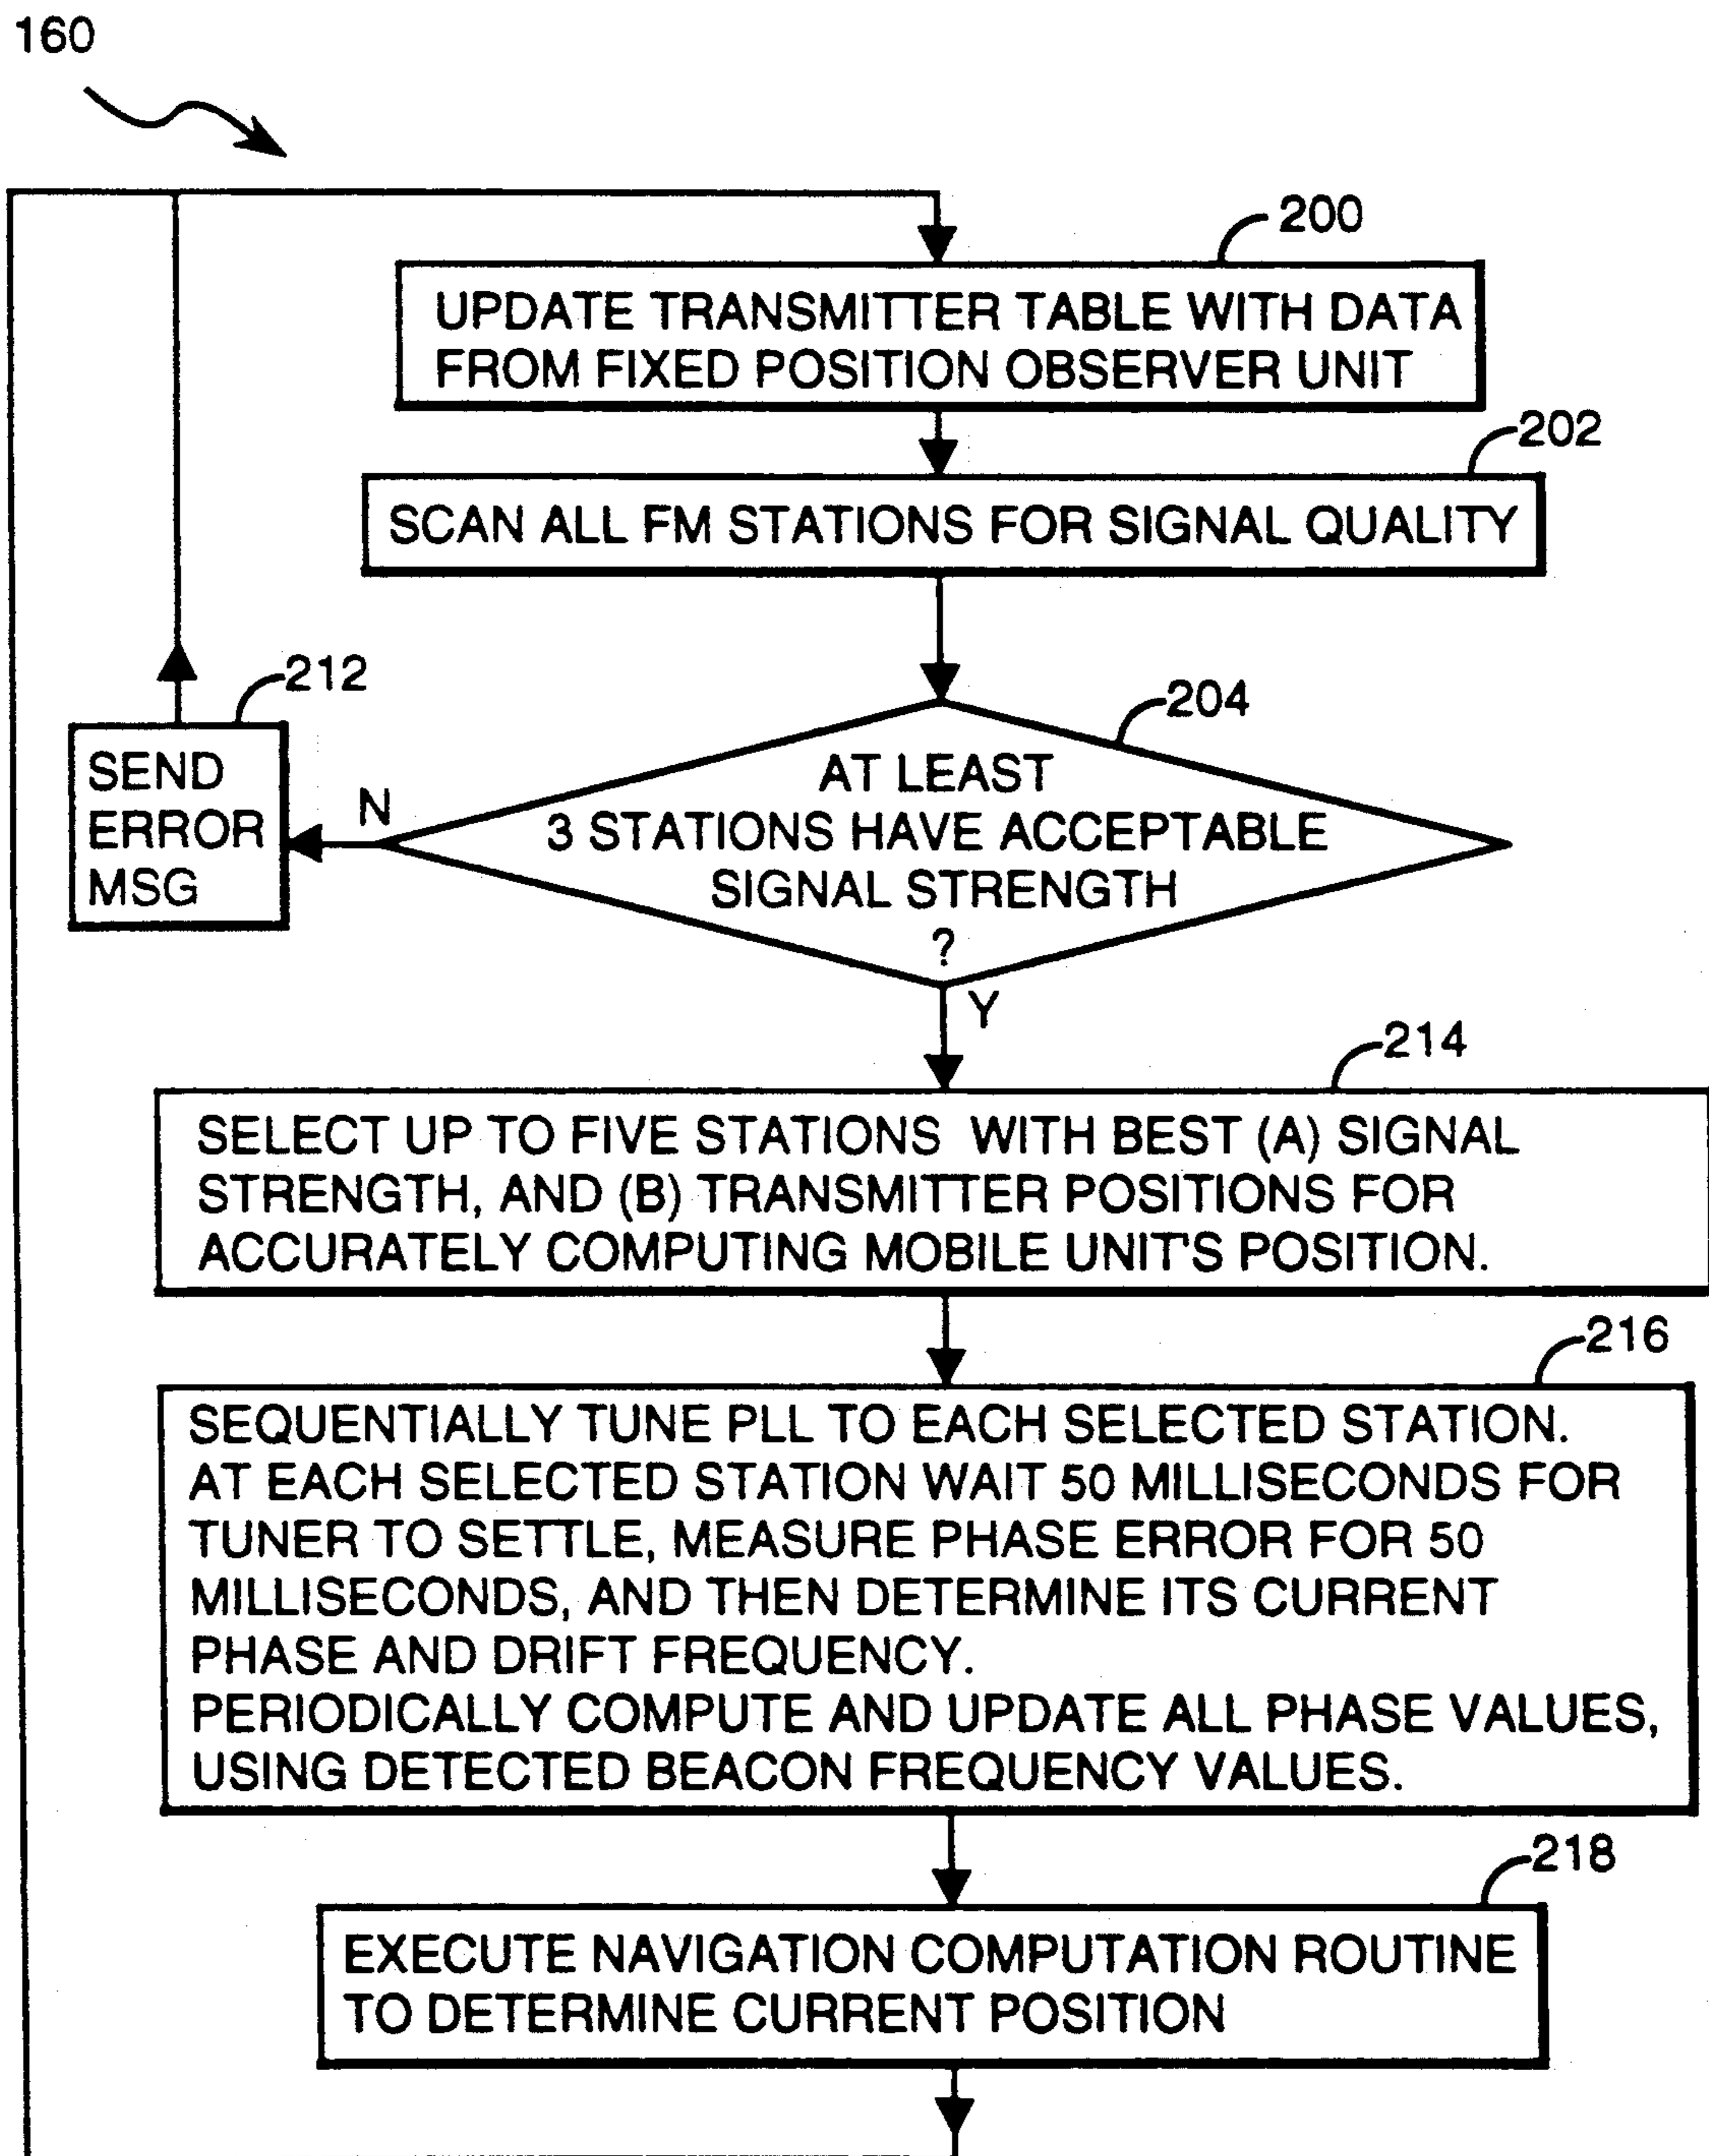 160
200
UPDATE TRANSMITTER TABLE WITH DATA
FROM FIXED POSITION OBSERVER UNIT
202
SCAN ALL FM STATIONS FOR SIGNAL QUALITY
204
AT LEAST
3 STATIONS HAVE ACCEPTABLE
SIGNAL STRENGTH
?
N
212
SEND
ERROR
MSG
Y
214
SELECT UP TO FIVE STATIONS WITH BEST (A) SIGNAL
STRENGTH, AND (B) TRANSMITTER POSITIONS FOR
ACCURATELY COMPUTING MOBILE UNIT'S POSITION.
216
SEQUENTIALLY TUNE PLL TO EACH SELECTED STATION.
AT EACH SELECTED STATION WAIT 50 MILLISECONDS FOR
TUNER TO SETTLE, MEASURE PHASE ERROR FOR 50
MILLISECONDS, AND THEN DETERMINE ITS CURRENT
PHASE AND DRIFT FREQUENCY.
PERIODICALLY COMPUTE AND UPDATE ALL PHASE VALUES,
USING DETECTED BEACON FREQUENCY VALUES.
218
EXECUTE NAVIGATION COMPUTATION ROUTINE
TO DETERMINE CURRENT POSITION